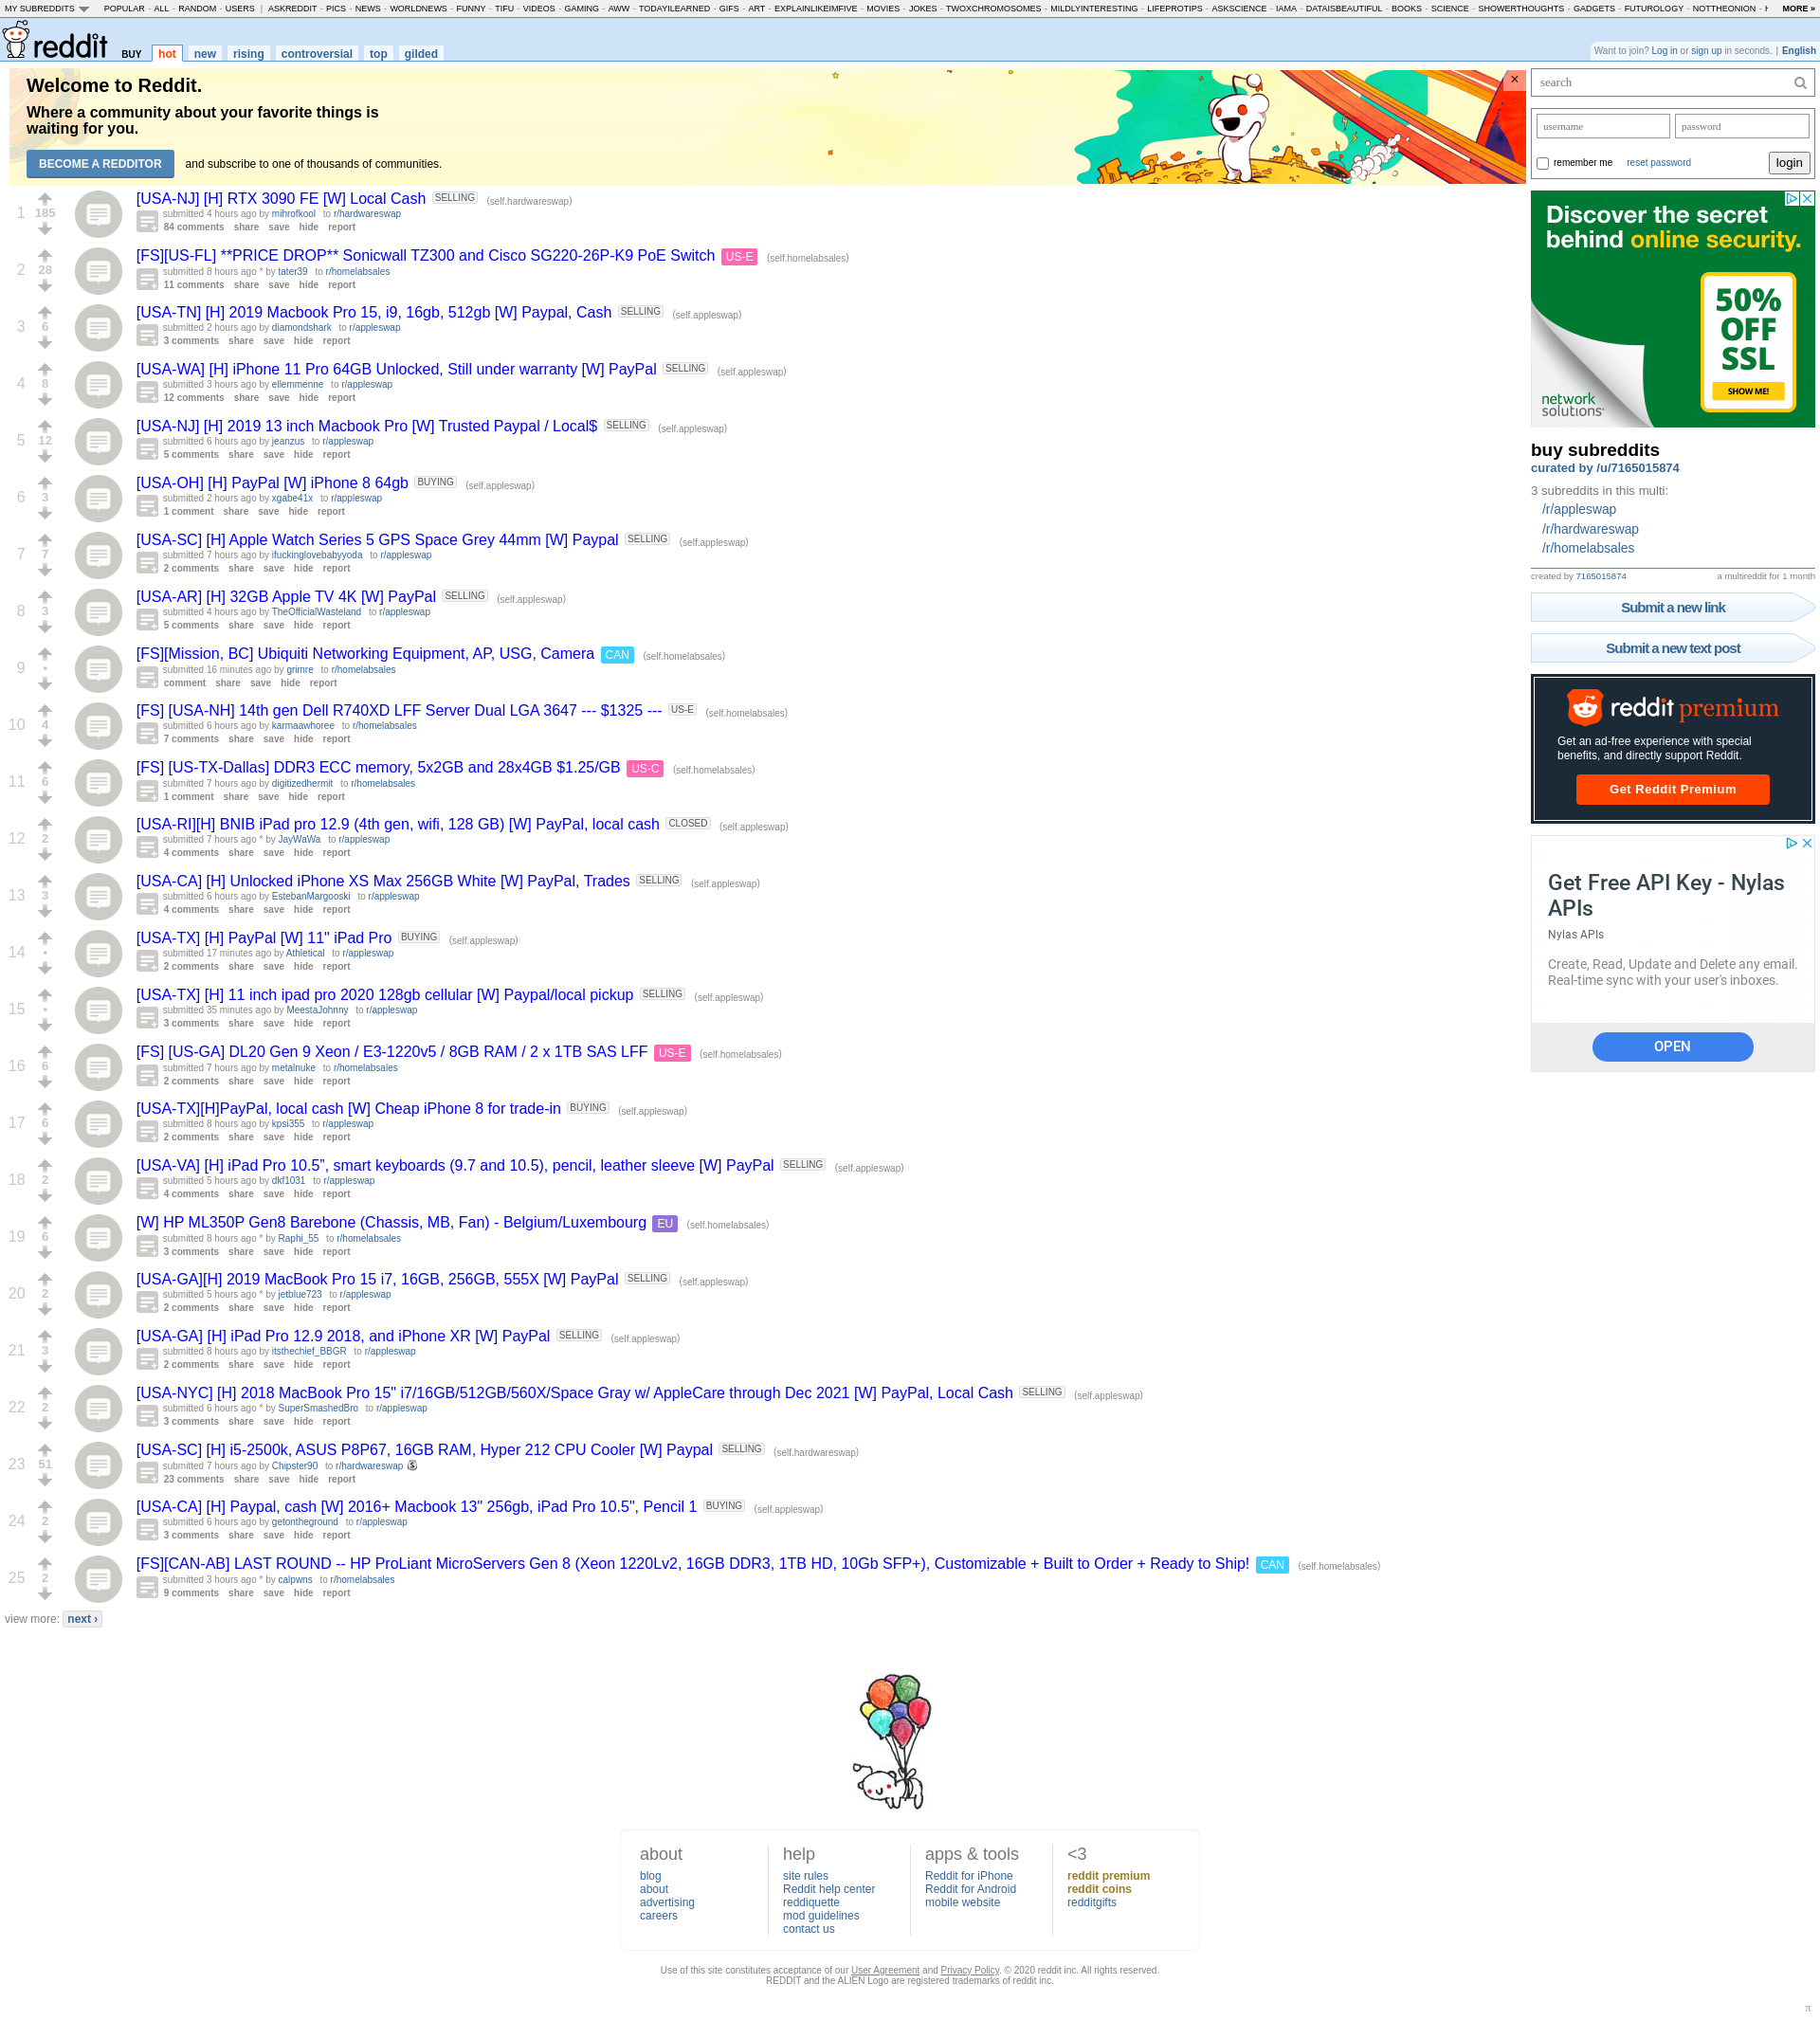 MY SUBREDDITS POPULAR - ALL - RANDOM - USERS | ASKREDDIT - PICS - NEWS - WORLDNEWS - FUNNY - TIFU - VIDEOS - GAMING - AWW - TODAYILEARNED - GIFS - ART - EXPLAINLIKEIMFIVE - MOVIES - JOKES - TWOXCHROMOSOMES - MILDLYINTERESTING - LIFEPROTIPS - ASKSCIENCE - IAMA - DATAISBEAUTIFUL - BOOKS - SCIENCE - SHOWERTHOUGHTS - GADGETS - FUTUROLOGY - NOTTHEONION - MORE »
reddit BUY hot new rising controversial top gilded
Want to join? Log in or sign up in seconds. | English
Welcome to Reddit.
Where a community about your favorite things is
waiting for you.
BECOME A REDDITOR and subscribe to one of thousands of communities.
×
1 185
[USA-NJ] [H] RTX 3090 FE [W] Local Cash SELLING (self.hardwareswap)
submitted 4 hours ago by mihrofkool to r/hardwareswap
84 comments share save hide report
2 28
[FS][US-FL] **PRICE DROP** Sonicwall TZ300 and Cisco SG220-26P-K9 PoE Switch US-E (self.homelabsales)
submitted 8 hours ago * by tater39 to r/homelabsales
11 comments share save hide report
3 6
[USA-TN] [H] 2019 Macbook Pro 15, i9, 16gb, 512gb [W] Paypal, Cash SELLING (self.appleswap)
submitted 2 hours ago by diamondshark to r/appleswap
3 comments share save hide report
4 8
[USA-WA] [H] iPhone 11 Pro 64GB Unlocked, Still under warranty [W] PayPal SELLING (self.appleswap)
submitted 3 hours ago by ellemmenne to r/appleswap
12 comments share save hide report
5 12
[USA-NJ] [H] 2019 13 inch Macbook Pro [W] Trusted Paypal / Local$ SELLING (self.appleswap)
submitted 6 hours ago by jeanzus to r/appleswap
5 comments share save hide report
6 3
[USA-OH] [H] PayPal [W] iPhone 8 64gb BUYING (self.appleswap)
submitted 2 hours ago by xgabe41x to r/appleswap
1 comment share save hide report
7 7
[USA-SC] [H] Apple Watch Series 5 GPS Space Grey 44mm [W] Paypal SELLING (self.appleswap)
submitted 7 hours ago by ifuckinglovebabyyoda to r/appleswap
2 comments share save hide report
8 3
[USA-AR] [H] 32GB Apple TV 4K [W] PayPal SELLING (self.appleswap)
submitted 4 hours ago by TheOfficialWasteland to r/appleswap
5 comments share save hide report
9 •
[FS][Mission, BC] Ubiquiti Networking Equipment, AP, USG, Camera CAN (self.homelabsales)
submitted 16 minutes ago by grimre to r/homelabsales
comment share save hide report
10 4
[FS] [USA-NH] 14th gen Dell R740XD LFF Server Dual LGA 3647 --- $1325 --- US-E (self.homelabsales)
submitted 6 hours ago by karmaawhoree to r/homelabsales
7 comments share save hide report
11 6
[FS] [US-TX-Dallas] DDR3 ECC memory, 5x2GB and 28x4GB $1.25/GB US-C (self.homelabsales)
submitted 7 hours ago by digitizedhermit to r/homelabsales
1 comment share save hide report
12 2
[USA-RI][H] BNIB iPad pro 12.9 (4th gen, wifi, 128 GB) [W] PayPal, local cash CLOSED (self.appleswap)
submitted 7 hours ago * by JayWaWa to r/appleswap
4 comments share save hide report
13 3
[USA-CA] [H] Unlocked iPhone XS Max 256GB White [W] PayPal, Trades SELLING (self.appleswap)
submitted 6 hours ago by EstebanMargooski to r/appleswap
4 comments share save hide report
14 •
[USA-TX] [H] PayPal [W] 11" iPad Pro BUYING (self.appleswap)
submitted 17 minutes ago by Athletical to r/appleswap
2 comments share save hide report
15 •
[USA-TX] [H] 11 inch ipad pro 2020 128gb cellular [W] Paypal/local pickup SELLING (self.appleswap)
submitted 35 minutes ago by MeestaJohnny to r/appleswap
3 comments share save hide report
16 6
[FS] [US-GA] DL20 Gen 9 Xeon / E3-1220v5 / 8GB RAM / 2 x 1TB SAS LFF US-E (self.homelabsales)
submitted 7 hours ago by metalnuke to r/homelabsales
2 comments share save hide report
17 6
[USA-TX][H]PayPal, local cash [W] Cheap iPhone 8 for trade-in BUYING (self.appleswap)
submitted 8 hours ago by kpsi355 to r/appleswap
2 comments share save hide report
18 2
[USA-VA] [H] iPad Pro 10.5”, smart keyboards (9.7 and 10.5), pencil, leather sleeve [W] PayPal SELLING (self.appleswap)
submitted 5 hours ago by dkf1031 to r/appleswap
4 comments share save hide report
19 6
[W] HP ML350P Gen8 Barebone (Chassis, MB, Fan) - Belgium/Luxembourg EU (self.homelabsales)
submitted 8 hours ago * by Raphi_55 to r/homelabsales
3 comments share save hide report
20 2
[USA-GA][H] 2019 MacBook Pro 15 i7, 16GB, 256GB, 555X [W] PayPal SELLING (self.appleswap)
submitted 5 hours ago * by jetblue723 to r/appleswap
2 comments share save hide report
21 3
[USA-GA] [H] iPad Pro 12.9 2018, and iPhone XR [W] PayPal SELLING (self.appleswap)
submitted 8 hours ago by itsthechief_BBGR to r/appleswap
2 comments share save hide report
22 2
[USA-NYC] [H] 2018 MacBook Pro 15" i7/16GB/512GB/560X/Space Gray w/ AppleCare through Dec 2021 [W] PayPal, Local Cash SELLING (self.appleswap)
submitted 6 hours ago * by SuperSmashedBro to r/appleswap
3 comments share save hide report
23 51
[USA-SC] [H] i5-2500k, ASUS P8P67, 16GB RAM, Hyper 212 CPU Cooler [W] Paypal SELLING (self.hardwareswap)
submitted 7 hours ago by Chipster90 to r/hardwareswap
23 comments share save hide report
24 2
[USA-CA] [H] Paypal, cash [W] 2016+ Macbook 13" 256gb, iPad Pro 10.5", Pencil 1 BUYING (self.appleswap)
submitted 6 hours ago by getontheground to r/appleswap
3 comments share save hide report
25 2
[FS][CAN-AB] LAST ROUND -- HP ProLiant MicroServers Gen 8 (Xeon 1220Lv2, 16GB DDR3, 1TB HD, 10Gb SFP+), Customizable + Built to Order + Ready to Ship! CAN (self.homelabsales)
submitted 3 hours ago * by calpwns to r/homelabsales
9 comments share save hide report
view more: next ›
search
username password
remember me reset password login
Discover the secret
behind online security.
50%
OFF
SSL
SHOW ME!
network
solutions
buy subreddits
curated by /u/7165015874
3 subreddits in this multi:
/r/appleswap
/r/hardwareswap
/r/homelabsales
created by 7165015874 a multireddit for 1 month
Submit a new link
Submit a new text post
reddit premium
Get an ad-free experience with special
benefits, and directly support Reddit.
Get Reddit Premium
Get Free API Key - Nylas
APIs
Nylas APIs
Create, Read, Update and Delete any email.
Real-time sync with your user's inboxes.
OPEN
about
blog
about
advertising
careers
help
site rules
Reddit help center
reddiquette
mod guidelines
contact us
apps & tools
Reddit for iPhone
Reddit for Android
mobile website
<3
reddit premium
reddit coins
redditgifts
Use of this site constitutes acceptance of our User Agreement and Privacy Policy. © 2020 reddit inc. All rights reserved.
REDDIT and the ALIEN Logo are registered trademarks of reddit inc.
π